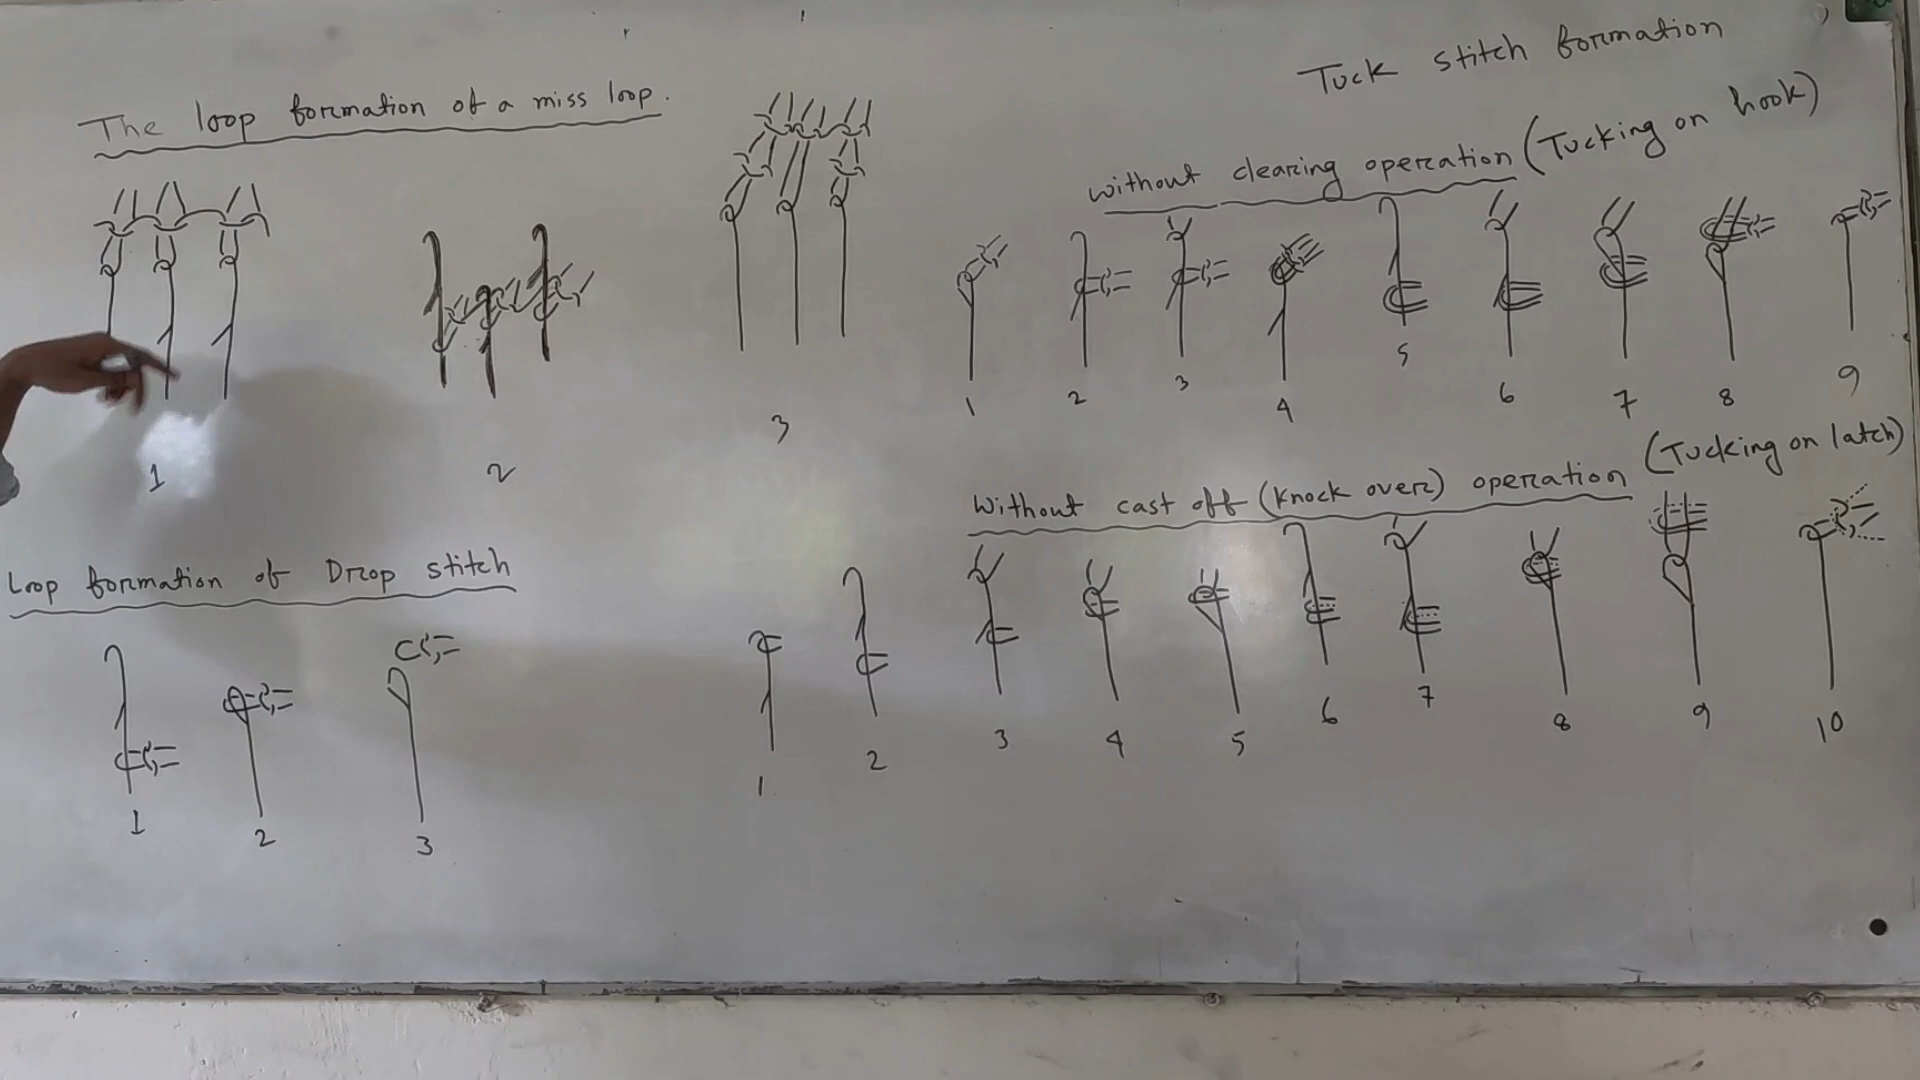 The loop formation of a miss loop.
1 2 3
Loop formation of Drop stitch
1 2 3
Tuck stitch formation
without clearing operation (Tucking on hook)
1 2 3 4 5 6 7 8 9
Without cast off (knock over) operation (Tucking on latch)
1 2 3 4 5 6 7 8 9 10